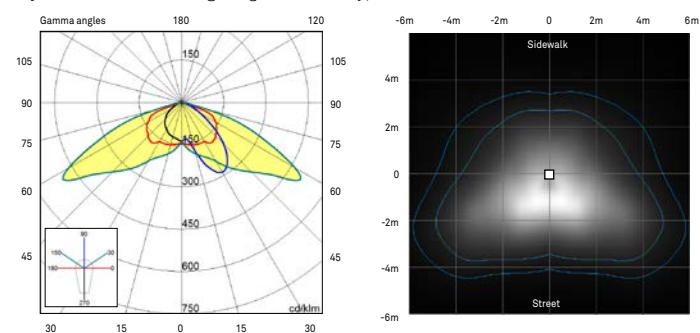 Gamma angles 180 120
105 105
90 90
75 75
60 60
45 45
30 15 0 15 30
150
150
300
450
600
750
cd/klm
90
150 30
180 0
270
-6m -4m -2m 0 2m 4m 6m
Sidewalk
4m
2m
0
-2m
-4m
-6m
Street